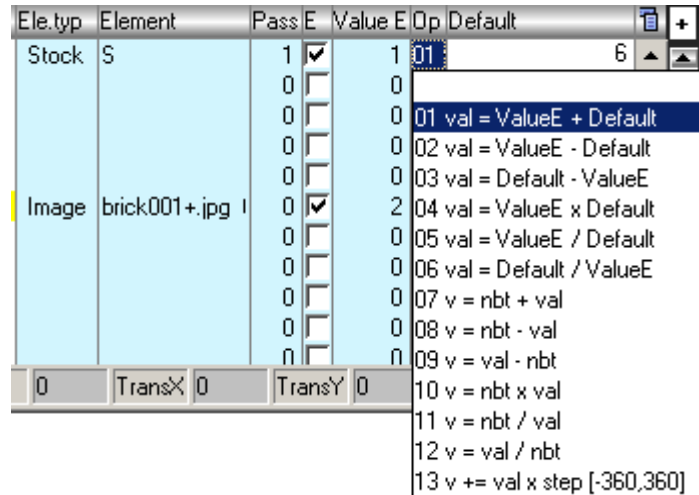 Ele.typ Element Pass E Value E Op Default +
Stock S 1 1 01 6
0 0
0 0 01 val = ValueE + Default
0 0 02 val = ValueE - Default
0 0 03 val = Default - ValueE
Image brick001+.jpg 0 2 04 val = ValueE x Default
0 0 05 val = ValueE / Default
0 0 06 val = Default / ValueE
0 0 07 v = nbt + val
0 0 08 v = nbt - val
0 0 09 v = val - nbt
0 TransX 0 TransY 0 10 v = nbt x val
11 v = nbt / val
12 v = val / nbt
13 v += val x step [-360,360]